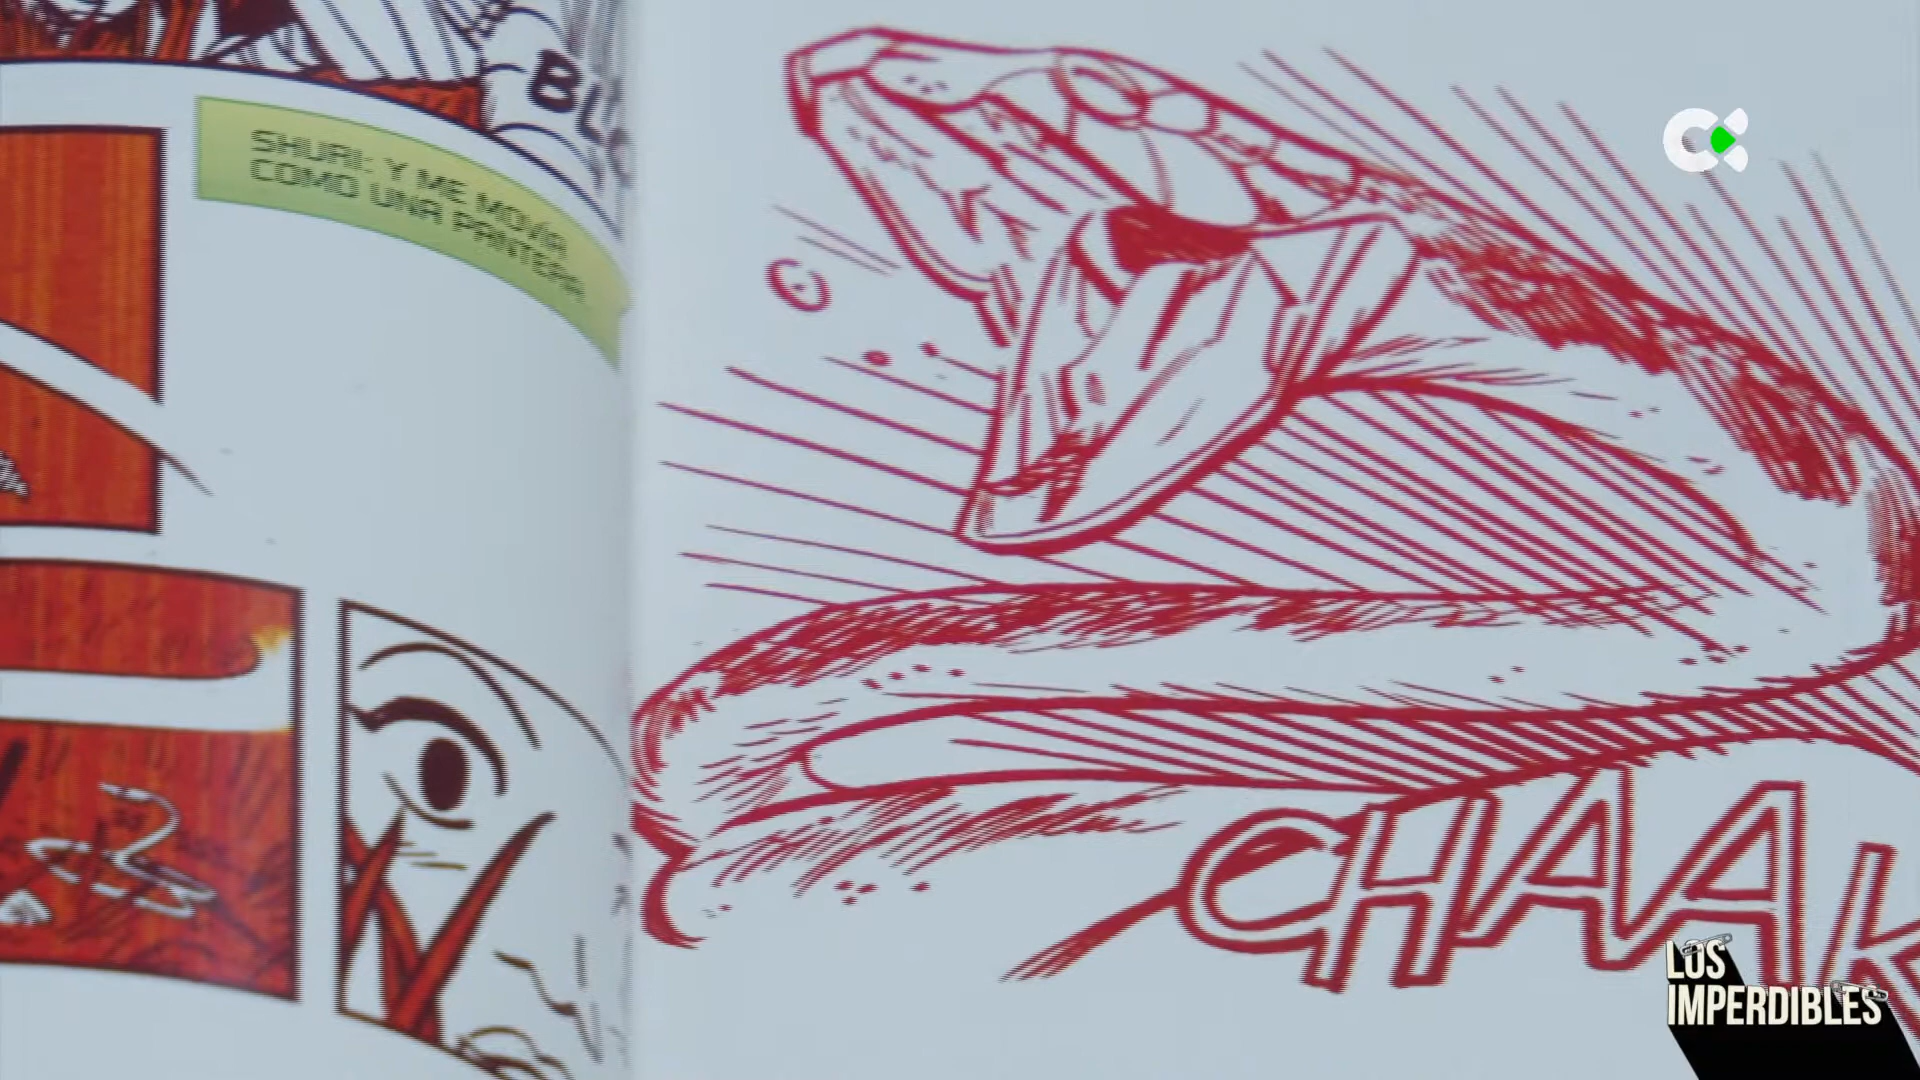 SHURI: Y ME MOVÍA
COMO UNA PANTERA
CHAAK
LOS
IMPERDIBLES